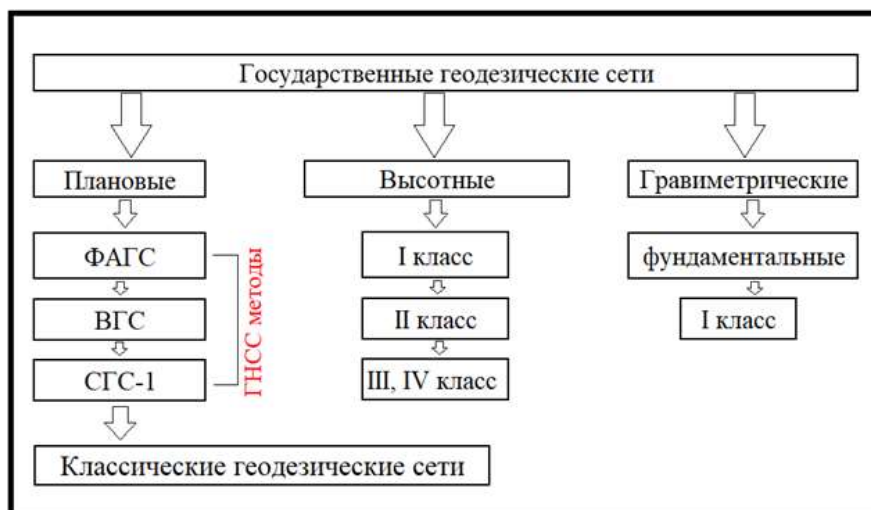 Государственные геодезические сети
Плановые
Высотные
Гравиметрические
ФАГС
I класс
фундаментальные
ВГС
II класс
I класс
СГС-1
III, IV класс
ГНСС методы
Классические геодезические сети